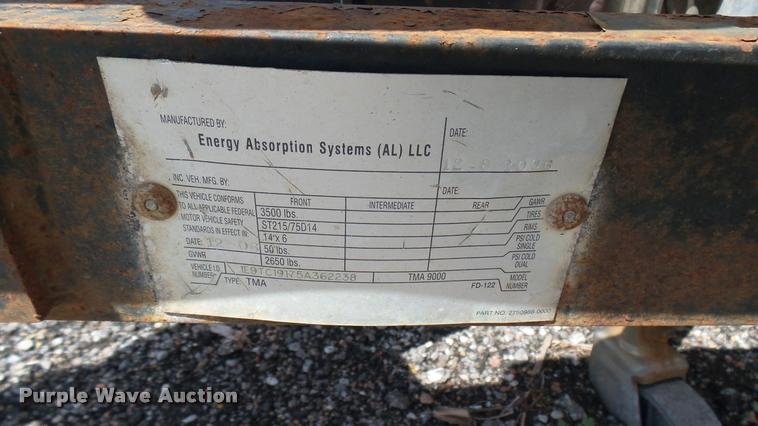 MANUFACTURED BY:
Energy Absorption Systems (AL) LLC
DATE:
INC. VEH. MFG. BY:
DATE:
THIS VEHICLE CONFORMS
TO ALL APPLICABLE FEDERAL
MOTOR VEHICLE SAFETY
STANDARDS IN EFFECT IN
DATE:
GVWR
FRONT INTERMEDIATE REAR GAWR
3500 lbs. TIRES
ST215/75D14 RIMS
14"x 6 PSI COLD SINGLE
50 lbs. PSI COLD DUAL
2650 lbs.
VEHICLE I.D. NUMBER TMA 9000 MODEL NUMBER
TYPE: TMA FD-122
PART NO.
Purple Wave Auction